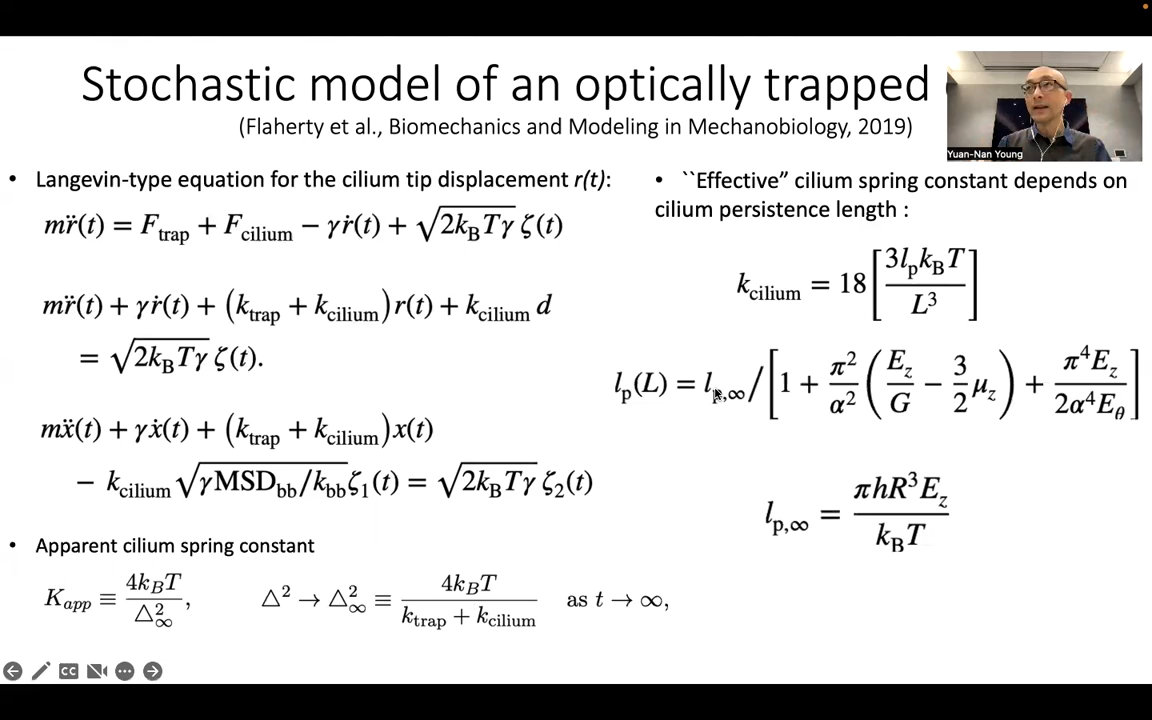 Stochastic model of an optically trapped
(Flaherty et al., Biomechanics and Modeling in Mechanobiology, 2019)
Yuan-Nan Young
• Langevin-type equation for the cilium tip displacement r(t):
mr̈(t) = F_trap + F_cilium − γṙ(t) + √(2k_BTγ) ζ(t)
mr̈(t) + γṙ(t) + (k_trap + k_cilium)r(t) + k_cilium d
= √(2k_BTγ) ζ(t).
mẍ(t) + γẋ(t) + (k_trap + k_cilium)x(t)
− k_cilium√(γMSD_bb/k_bb)ζ₁(t) = √(2k_BTγ) ζ₂(t)
• Apparent cilium spring constant
K_app ≡ 4k_BT/△²_∞, △² → △²_∞ ≡ 4k_BT/(k_trap + k_cilium) as t → ∞,
• ``Effective” cilium spring constant depends on
cilium persistence length :
k_cilium = 18[3l_pk_BT/L³]
l_p(L) = l_p,∞/[1 + π²/α²(E_z/G − 3/2 μ_z) + π⁴E_z/2α⁴E_θ]
l_p,∞ = πhR³E_z/k_BT
CC